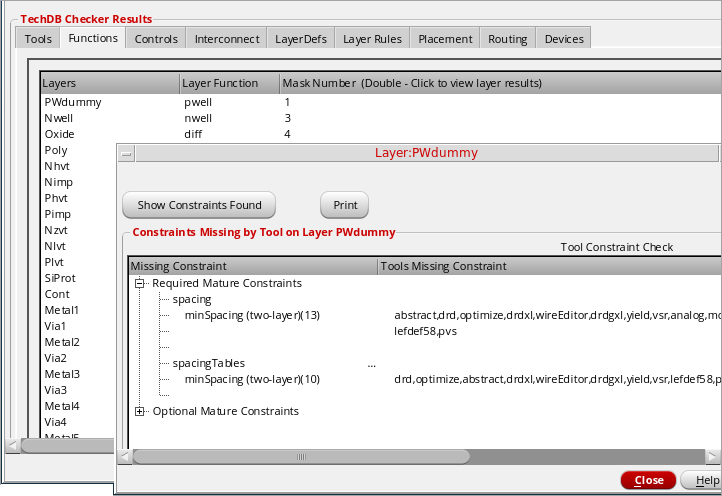 TechDB Checker Results
Tools Functions Controls Interconnect LayerDefs Layer Rules Placement Routing Devices
Layers Layer Function Mask Number (Double - Click to view layer results)
PWdummy pwell 1
Nwell nwell 3
Oxide diff 4
Poly
Nhvt
Nimp
Phvt
Pimp
Nzvt
Nlvt
Plvt
SiProt
Cont
Metal1
Via1
Metal2
Via2
Metal3
Via3
Metal4
Via4
Metal5
Layer:PWdummy
Show Constraints Found Print
Constraints Missing by Tool on Layer PWdummy
Tool Constraint Check
Missing Constraint Tools Missing Constraint
Required Mature Constraints
spacing
minSpacing (two-layer)(13) abstract,drd,optimize,drdxl,wireEditor,drdgxl,yield,vsr,analog,mo
lefdef58,pvs
spacingTables ...
minSpacing (two-layer)(10) drd,optimize,abstract,drdxl,wireEditor,drdgxl,yield,vsr,lefdef58,p
Optional Mature Constraints
Close Help